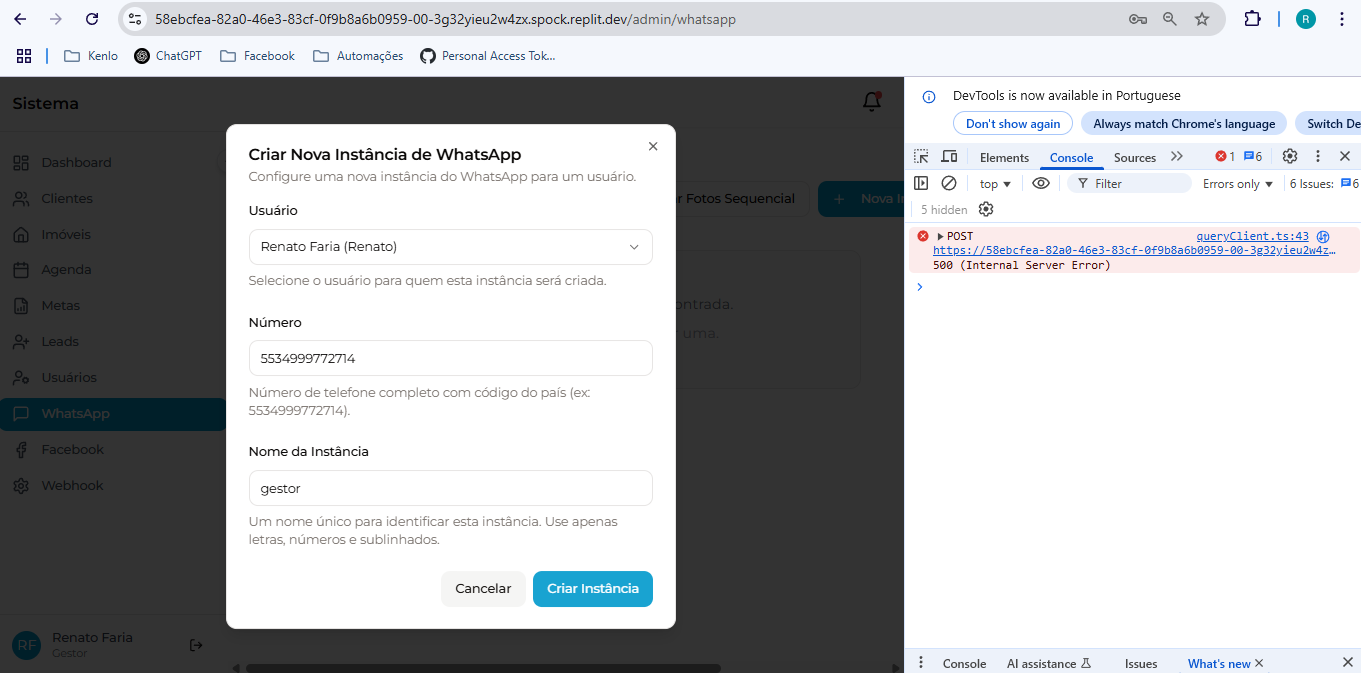 58ebcfea-82a0-46e3-83cf-0f9b8a6b0959-00-3g32yieu2w4zx.spock.replit.dev/admin/whatsapp
R
Kenlo
ChatGPT
Facebook
Automações
Personal Access Tok...
Sistema
Dashboard
Clientes
Imóveis
Agenda
Metas
Leads
Usuários
WhatsApp
Facebook
Webhook
RF
Renato Faria
Gestor
r Fotos Sequencial
+ Nova In
ontrada.
uma.
Criar Nova Instância de WhatsApp
Configure uma nova instância do WhatsApp para um usuário.
Usuário
Renato Faria (Renato)
Selecione o usuário para quem esta instância será criada.
Número
5534999772714
Número de telefone completo com código do país (ex:
5534999772714).
Nome da Instância
gestor
Um nome único para identificar esta instância. Use apenas
letras, números e sublinhados.
Cancelar
Criar Instância
DevTools is now available in Portuguese
Don't show again
Always match Chrome's language
Switch De
Elements
Console
Sources
1
6
top
Filter
Errors only
6 Issues:
6
5 hidden
POST
queryClient.ts:43
https://58ebcfea-82a0-46e3-83cf-0f9b8a6b0959-00-3g32yieu2w4z…
500 (Internal Server Error)
Console
AI assistance
Issues
What's new